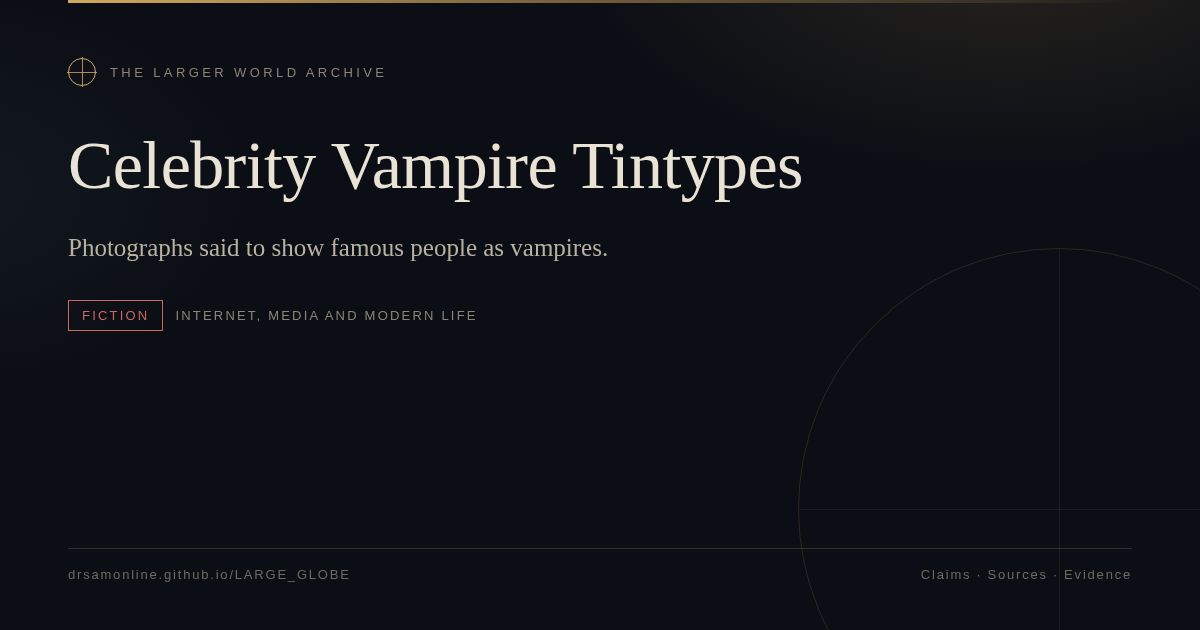 THE LARGER WORLD ARCHIVE
Celebrity Vampire Tintypes
Photographs said to show famous people as vampires.
FICTION INTERNET, MEDIA AND MODERN LIFE
drsamonline.github.io/LARGE_GLOBE
Claims · Sources · Evidence